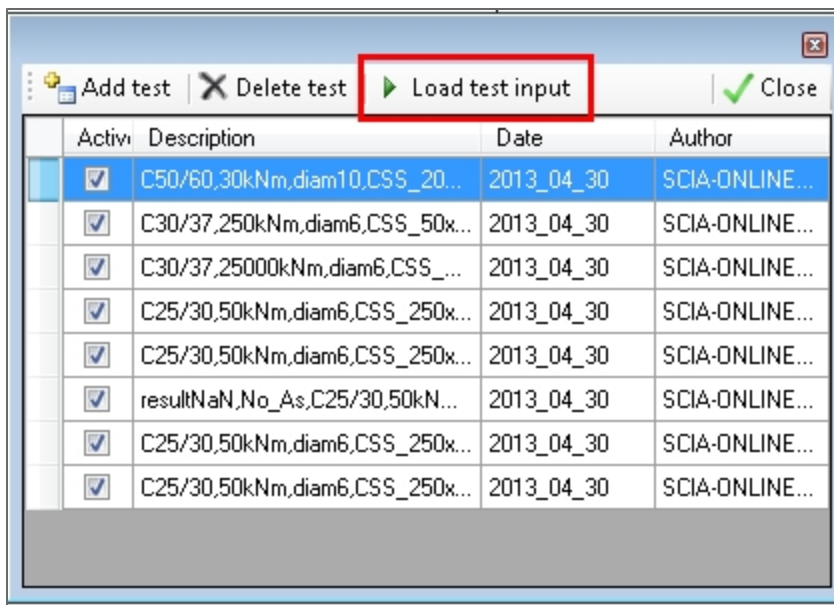 Add test Delete test Load test input Close
Active Description Date Author
C50/60,30kNm,diam10,CSS_20... 2013_04_30 SCIA-ONLINE...
C30/37,250kNm,diam6,CSS_50x... 2013_04_30 SCIA-ONLINE...
C30/37,25000kNm,diam6,CSS_... 2013_04_30 SCIA-ONLINE...
C25/30,50kNm,diam6,CSS_250x... 2013_04_30 SCIA-ONLINE...
C25/30,50kNm,diam6,CSS_250x... 2013_04_30 SCIA-ONLINE...
resultNaN,No_As,C25/30,50kN... 2013_04_30 SCIA-ONLINE...
C25/30,50kNm,diam6,CSS_250x... 2013_04_30 SCIA-ONLINE...
C25/30,50kNm,diam6,CSS_250x... 2013_04_30 SCIA-ONLINE...